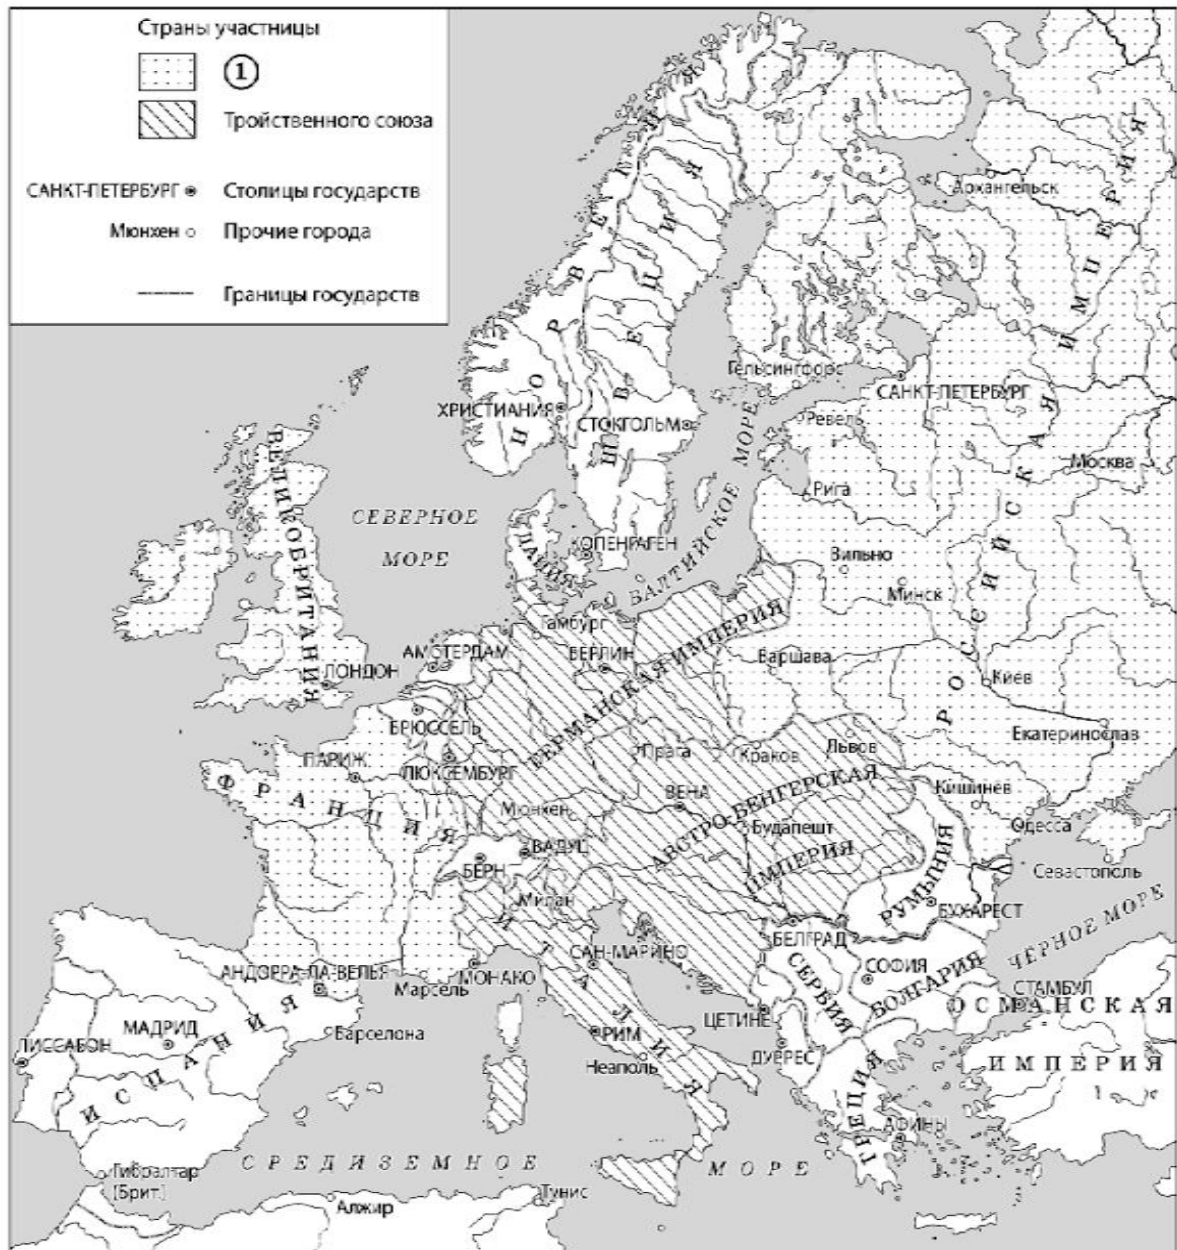 Страны участницы
1
Тройственного союза
САНКТ-ПЕТЕРБУРГ Столицы государств
Мюнхен Прочие города
Границы государств
НОРВЕГИЯ
ШВЕЦИЯ
Архангельск
РОССИЙСКАЯ ИМПЕРИЯ
Гельсингфорс
САНКТ-ПЕТЕРБУРГ
ХРИСТИАНИЯ
СТОКГОЛЬМ
Ревель
Москва
Рига
ВЕЛИКОБРИТАНИЯ
СЕВЕРНОЕ
МОРЕ
БАЛТИЙСКОЕ МОРЕ
ДАНИЯ
КОПЕНГАГЕН
Вильно
Минск
Гамбург
АМСТЕРДАМ
БЕРЛИН
ГЕРМАНСКАЯ ИМПЕРИЯ
Варшава
Киев
ЛОНДОН
БРЮССЕЛЬ
Екатеринослав
ПАРИЖ
ЛЮКСЕМБУРГ
Прага
Краков
Львов
ФРАНЦИЯ
Мюнхен
ВЕНА
АВСТРО-ВЕНГЕРСКАЯ
ИМПЕРИЯ
Кишинёв
Будапешт
Одесса
ВАДУЦ
БЕРН
Севастополь
РУМЫНИЯ
Милан
БУХАРЕСТ
ЧЁРНОЕ МОРЕ
БЕЛГРАД
САН-МАРИНО
СЕРБИЯ
СОФИЯ
БОЛГАРИЯ
АНДОРРА-ЛА-ВЕЛЬЯ
МОНАКО
Марсель
ИТАЛИЯ
СТАМБУЛ
ОСМАНСКАЯ
ИМПЕРИЯ
ЦЕТИНЕ
МАДРИД
Барселона
ЛИССАБОН
ИСПАНИЯ
РИМ
Неаполь
ДУРРЕС
ГРЕЦИЯ
АФИНЫ
Гибралтар
[Брит.]
СРЕДИЗЕМНОЕ МОРЕ
Алжир
Тунис